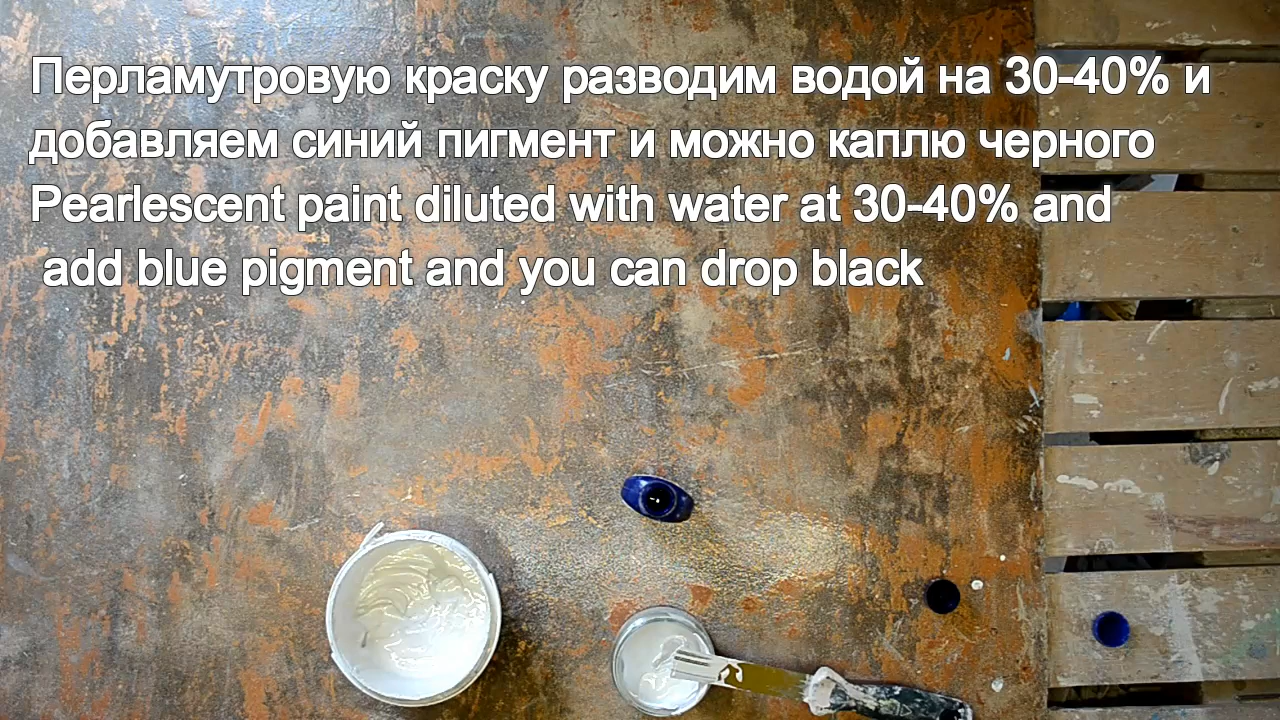 Перламутровую краску разводим водой на 30-40% и
добавляем синий пигмент и можно каплю черного
Pearlescent paint diluted with water at 30-40% and
add blue pigment and you can drop black